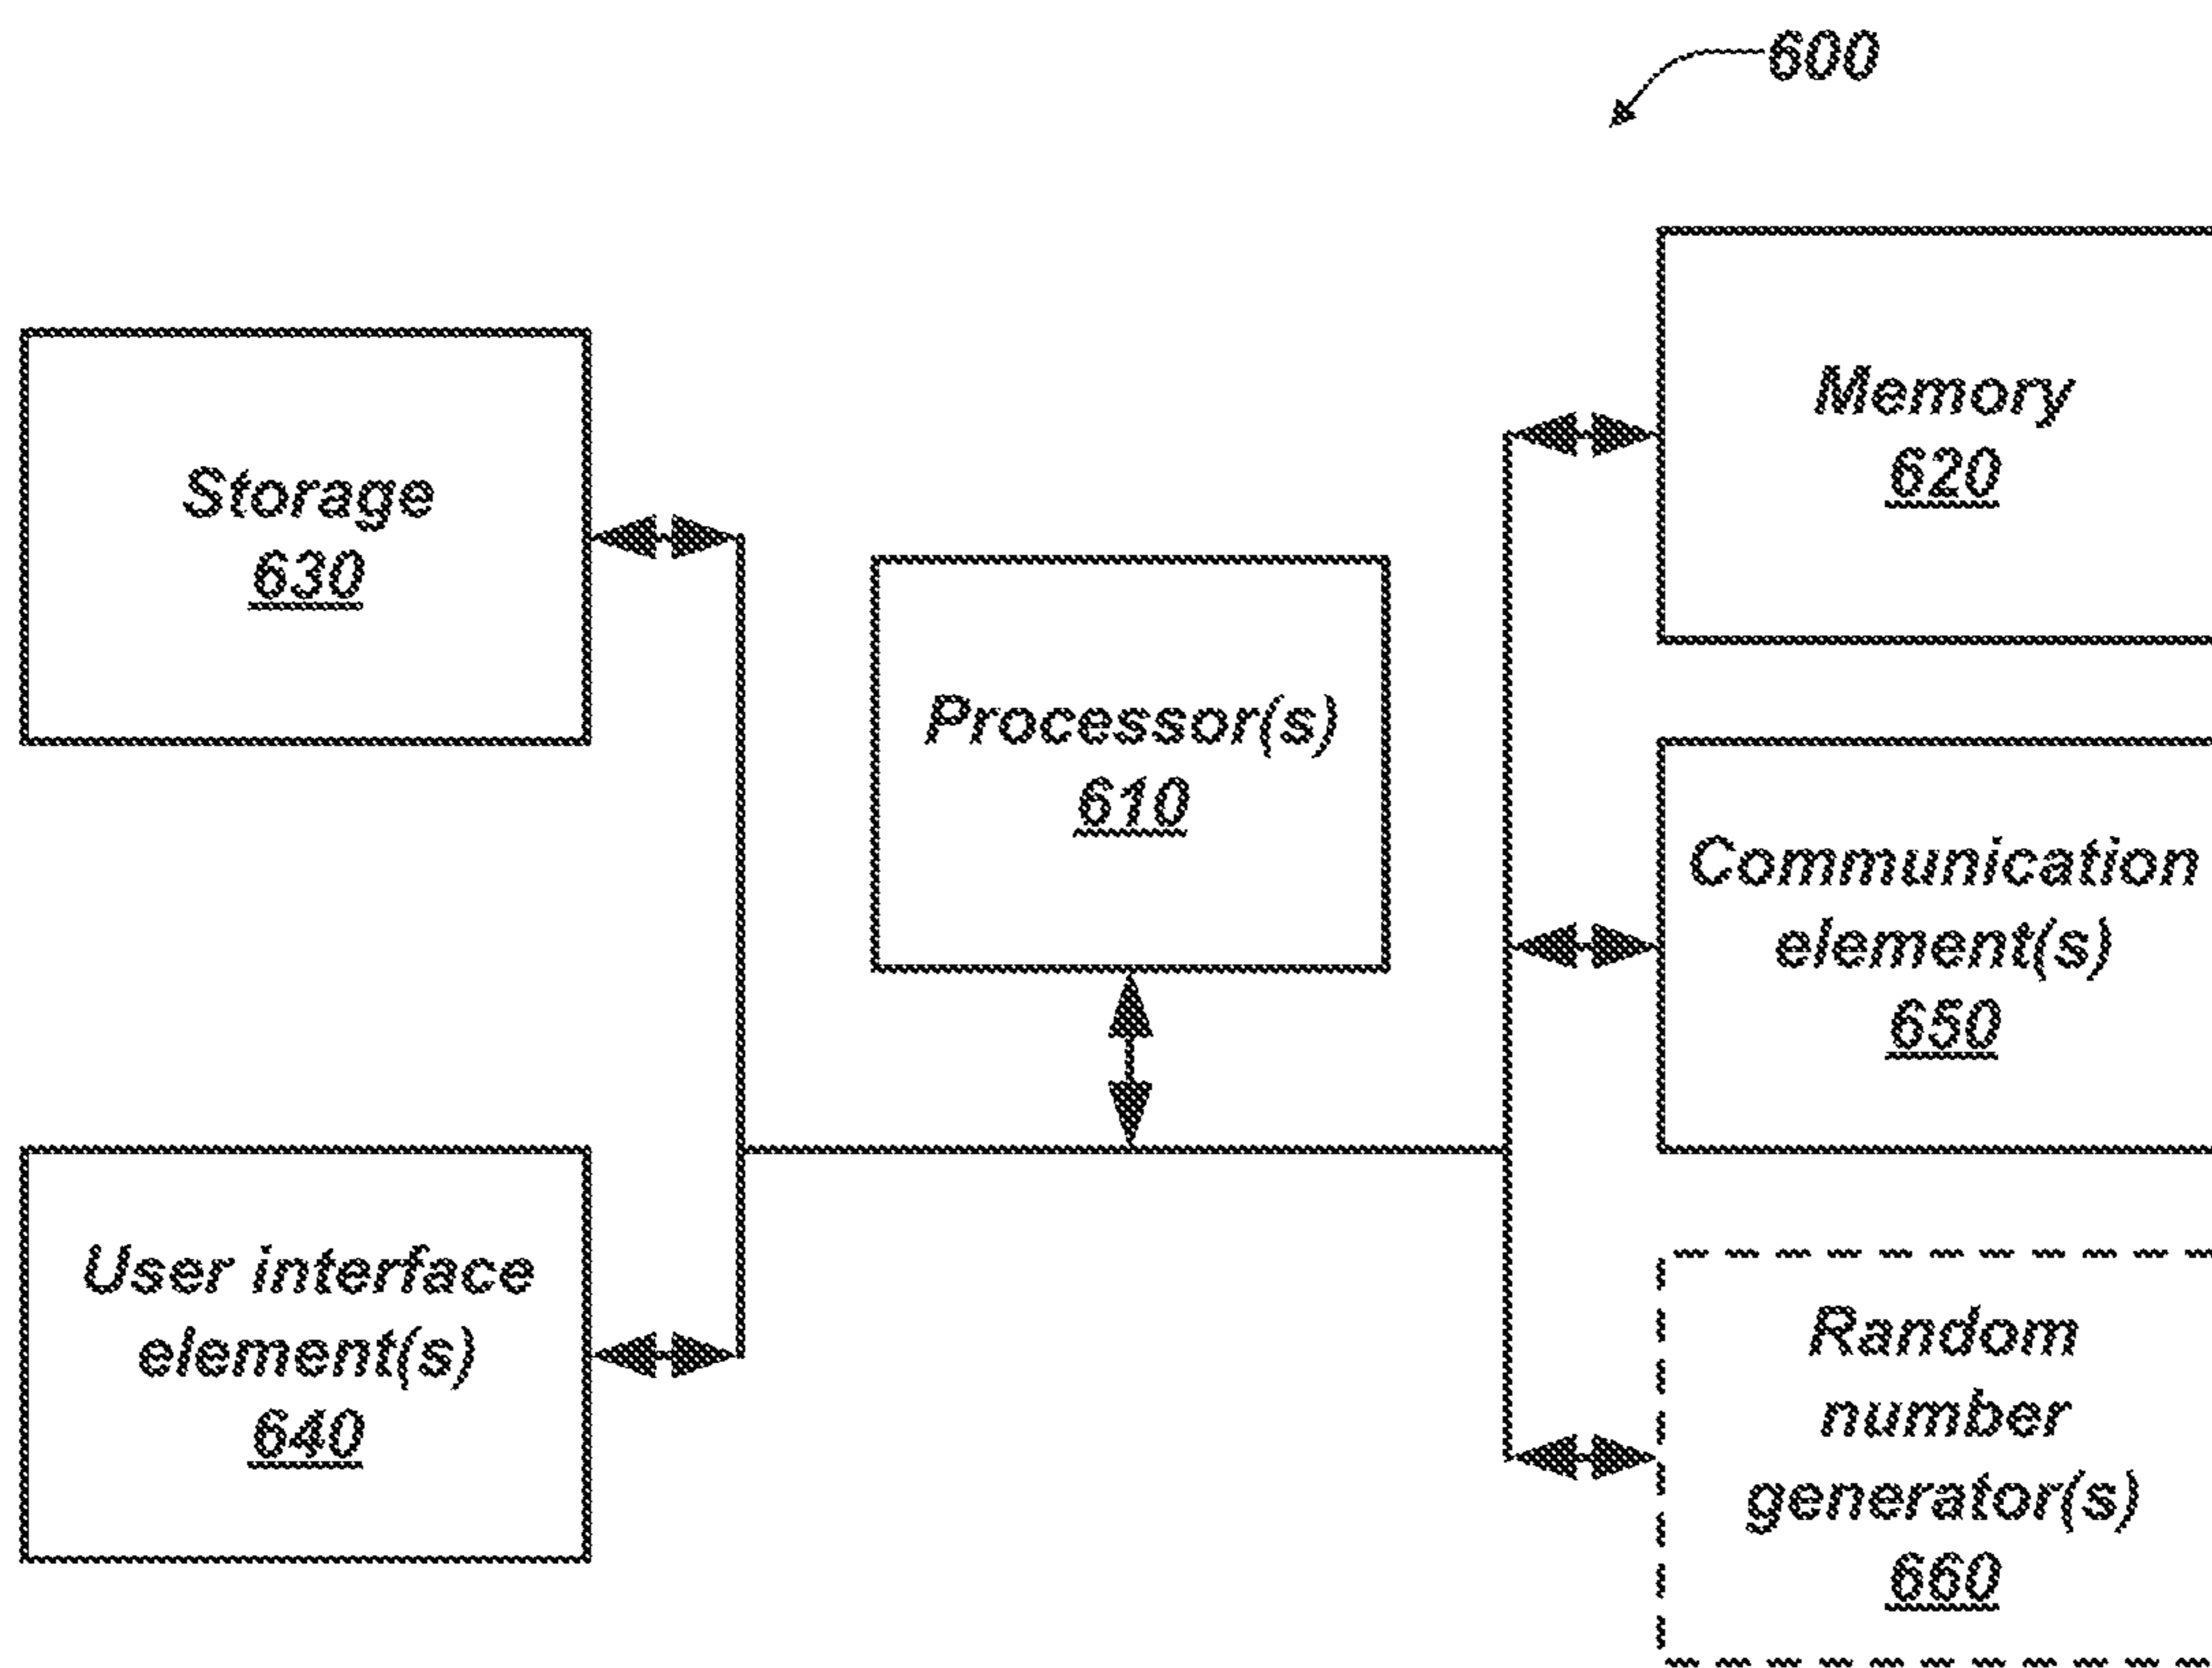 600
Storage
630
Processor(s)
610
Memory
620
Communication
element(s)
650
User interface
element(s)
640
Random
number
generator(s)
660